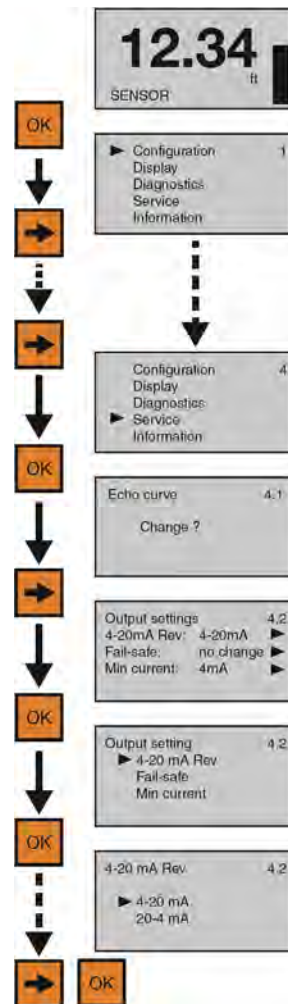 12.34
ft
SENSOR
OK
Configuration 1
Display
Diagnostics
Service
Information
Configuration 4
Display
Diagnostics
Service
Information
OK
Echo curve 4.1
Change ?
Output settings 4.2
4-20mA Rev: 4-20mA
Fail-safe: no change
Min current: 4mA
OK
Output setting 4.2
4-20 mA Rev
Fail-safe
Min current
OK
4-20 mA Rev 4.2
4-20 mA
20-4 mA
OK